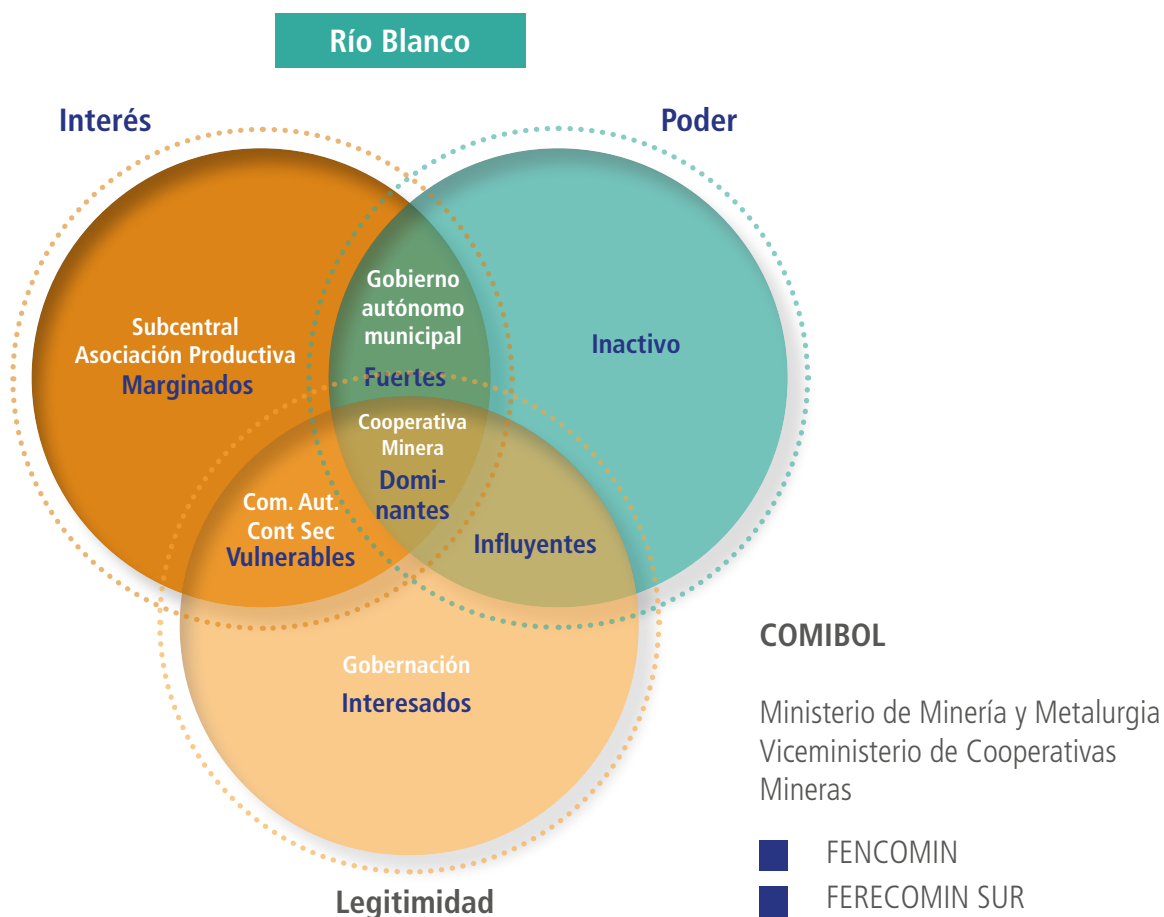 Río Blanco
Interés
Poder
Gobierno
autónomo
municipal
Fuertes
Subcentral
Asociación Productiva
Marginados
Inactivo
Cooperativa
Minera
Domi-
nantes
Com. Aut.
Cont Sec
Vulnerables
Influyentes
Gobernación
Interesados
Legitimidad
COMIBOL
Ministerio de Minería y Metalurgia
Viceministerio de Cooperativas
Mineras
FENCOMIN
FERECOMIN SUR